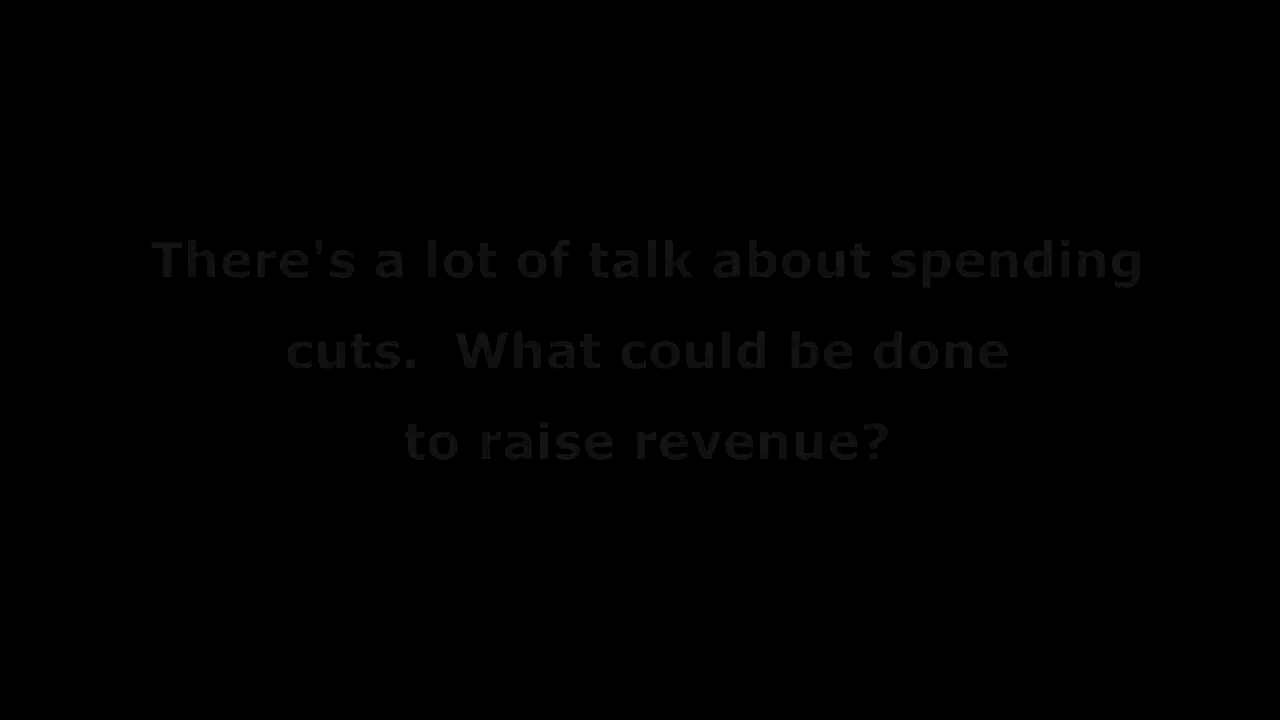 There's a lot of talk about spending
cuts.  What could be done
to raise revenue?